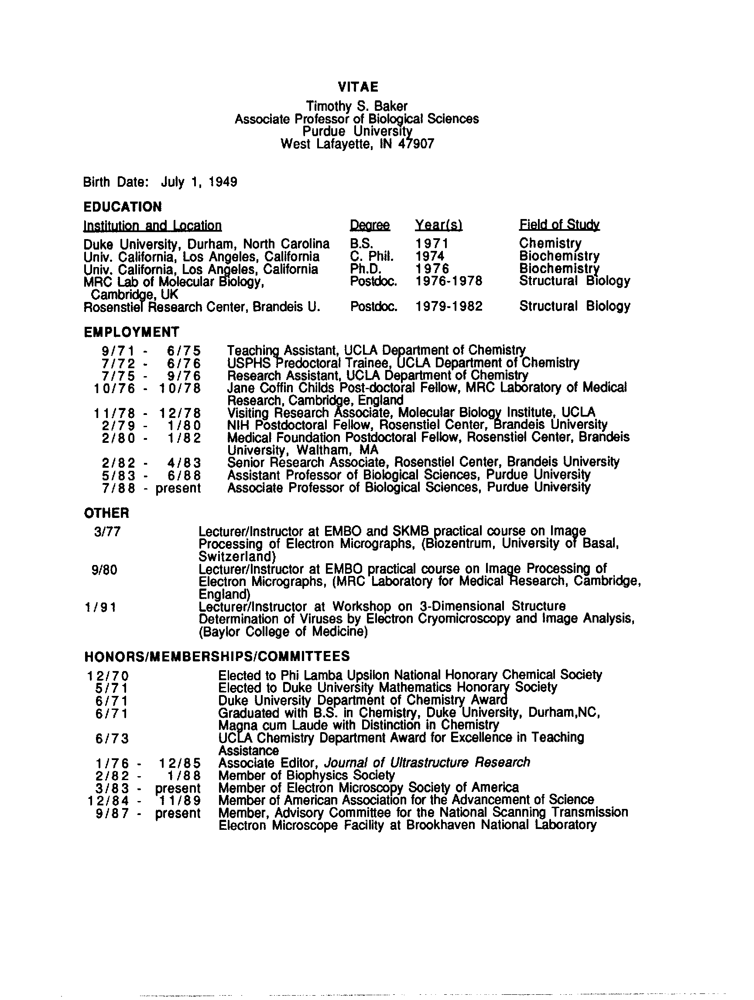 VITAE
Timothy S. Baker
Associate Professor of Biological Sciences
Purdue University
West Lafayette, IN 47907
Birth Date: July 1, 1949
EDUCATION
Institution and Location Degree Year(s) Field of Study
Duke University, Durham, North Carolina B.S. 1971 Chemistry
Univ. California, Los Angeles, California C. Phil. 1974 Biochemistry
Univ. California, Los Angeles, California Ph.D. 1976 Biochemistry
MRC Lab of Molecular Biology, Postdoc. 1976-1978 Structural Biology
Cambridge, UK
Rosenstiel Research Center, Brandeis U. Postdoc. 1979-1982 Structural Biology
EMPLOYMENT
9/71 - 6/75 Teaching Assistant, UCLA Department of Chemistry
7/72 - 6/76 USPHS Predoctoral Trainee, UCLA Department of Chemistry
7/75 - 9/76 Research Assistant, UCLA Department of Chemistry
10/76 - 10/78 Jane Coffin Childs Post-doctoral Fellow, MRC Laboratory of Medical
Research, Cambridge, England
11/78 - 12/78 Visiting Research Associate, Molecular Biology Institute, UCLA
2/79 - 1/80 NIH Postdoctoral Fellow, Rosenstiel Center, Brandeis University
2/80 - 1/82 Medical Foundation Postdoctoral Fellow, Rosenstiel Center, Brandeis
University, Waltham, MA
2/82 - 4/83 Senior Research Associate, Rosenstiel Center, Brandeis University
5/83 - 6/88 Assistant Professor of Biological Sciences, Purdue University
7/88 - present Associate Professor of Biological Sciences, Purdue University
OTHER
3/77 Lecturer/Instructor at EMBO and SKMB practical course on Image
Processing of Electron Micrographs, (Biozentrum, University of Basal,
Switzerland)
9/80 Lecturer/Instructor at EMBO practical course on Image Processing of
Electron Micrographs, (MRC Laboratory for Medical Research, Cambridge,
England)
1/91 Lecturer/Instructor at Workshop on 3-Dimensional Structure
Determination of Viruses by Electron Cryomicroscopy and Image Analysis,
(Baylor College of Medicine)
HONORS/MEMBERSHIPS/COMMITTEES
12/70 Elected to Phi Lamba Upsilon National Honorary Chemical Society
5/71 Elected to Duke University Mathematics Honorary Society
6/71 Duke University Department of Chemistry Award
6/71 Graduated with B.S. in Chemistry, Duke University, Durham,NC,
Magna cum Laude with Distinction in Chemistry
6/73 UCLA Chemistry Department Award for Excellence in Teaching
Assistance
1/76 - 12/85 Associate Editor, Journal of Ultrastructure Research
2/82 - 1/88 Member of Biophysics Society
3/83 - present Member of Electron Microscopy Society of America
12/84 - 11/89 Member of American Association for the Advancement of Science
9/87 - present Member, Advisory Committee for the National Scanning Transmission
Electron Microscope Facility at Brookhaven National Laboratory